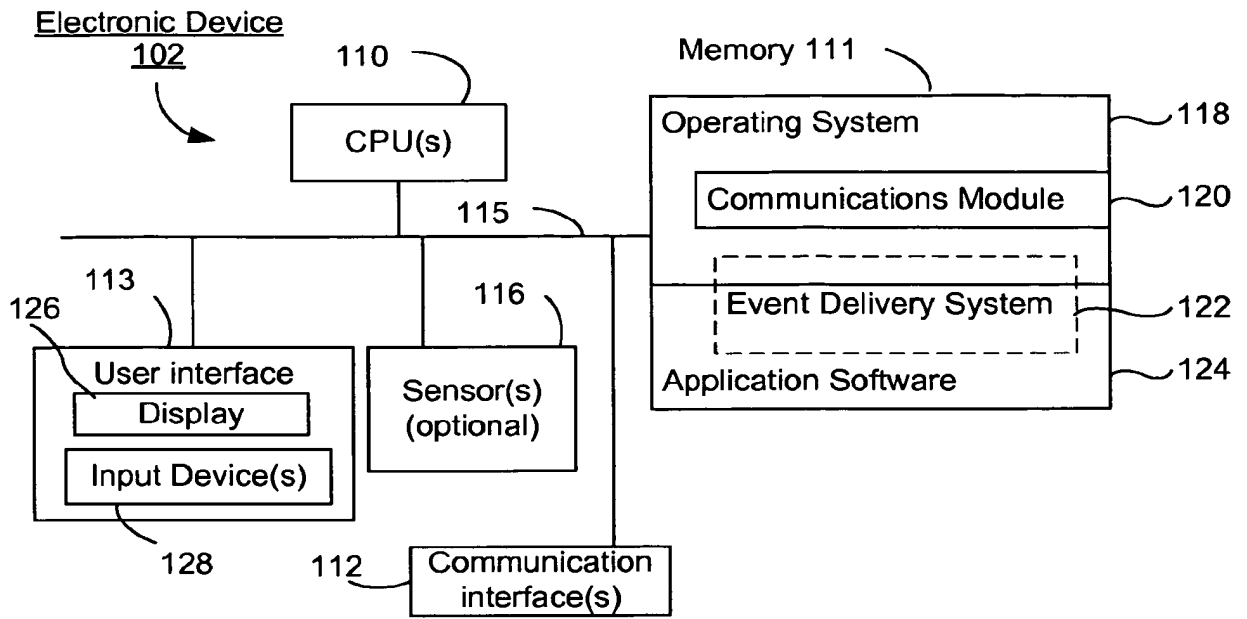 Electronic Device
102
110
CPU(s)
Memory 111
Operating System
118
Communications Module
120
115
Event Delivery System
122
Application Software
124
113
126
User interface
Display
Input Device(s)
128
116
Sensor(s)
(optional)
112
Communication
interface(s)